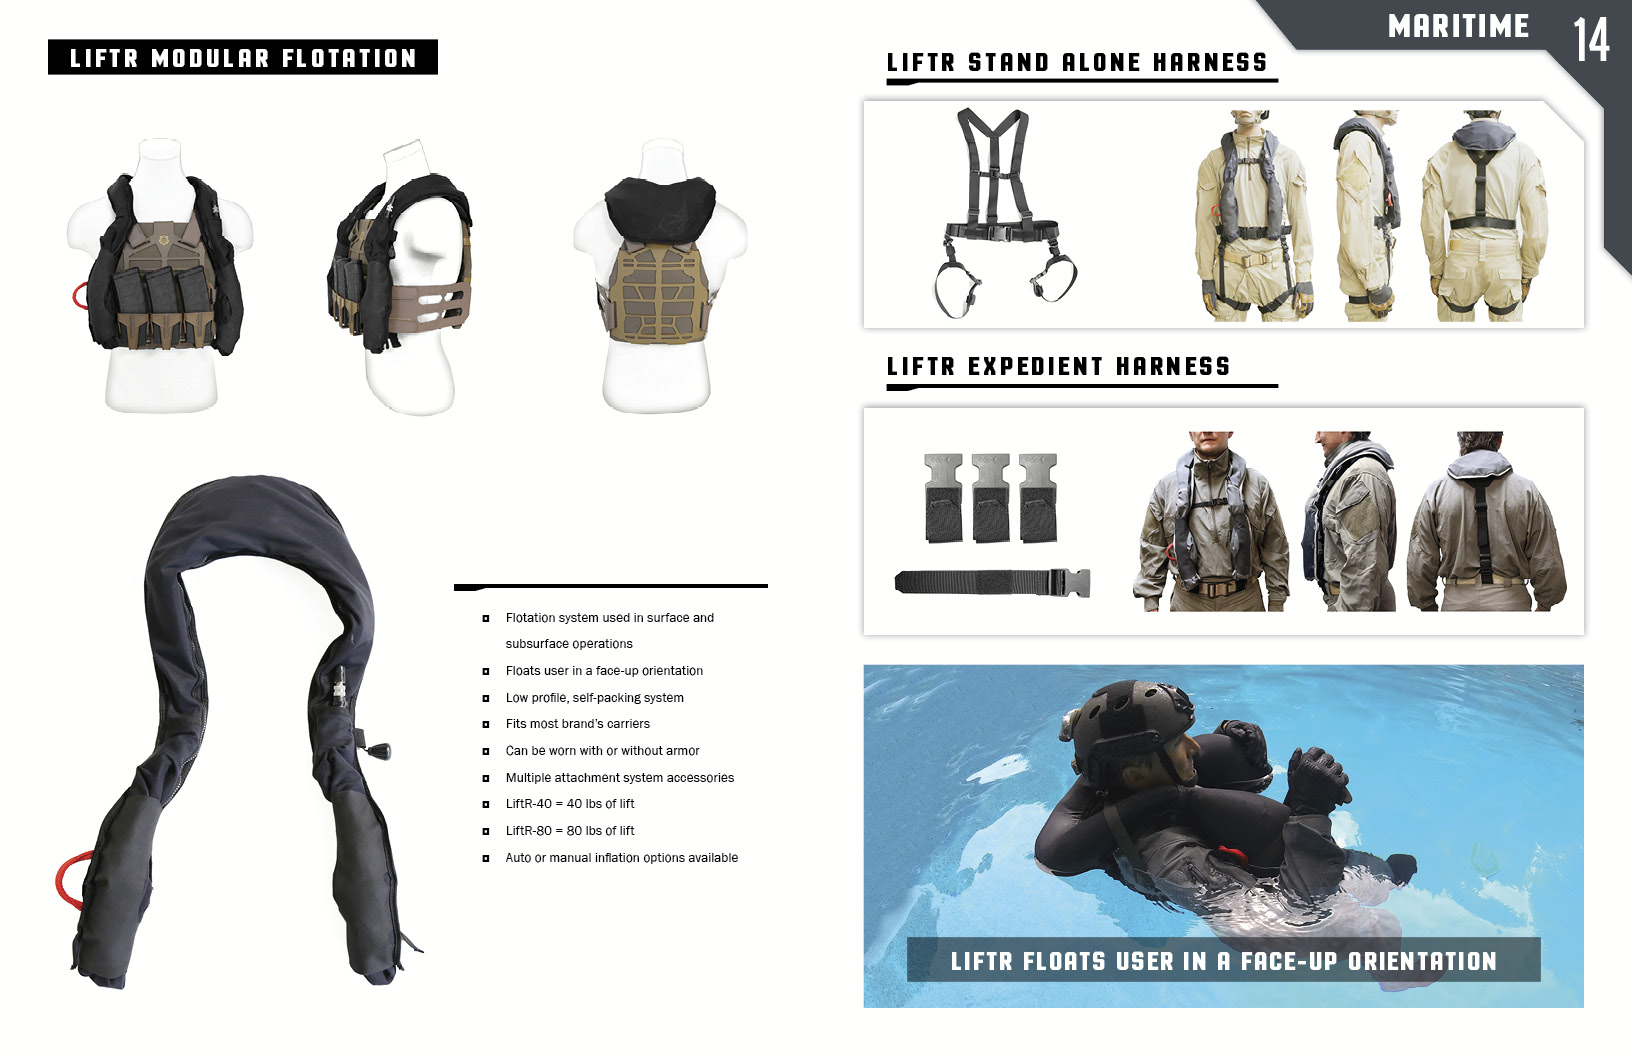 LIFTR MODULAR FLOTATION
Flotation system used in surface and
subsurface operations
Floats user in a face-up orientation
Low profile, self-packing system
Fits most brand's carriers
Can be worn with or without armor
Multiple attachment system accessories
LiftR-40 = 40 lbs of lift
LiftR-80 = 80 lbs of lift
Auto or manual inflation options available
MARITIME
14
LIFTR STAND ALONE HARNESS
LIFTR EXPEDIENT HARNESS
LIFTR FLOATS USER IN A FACE-UP ORIENTATION